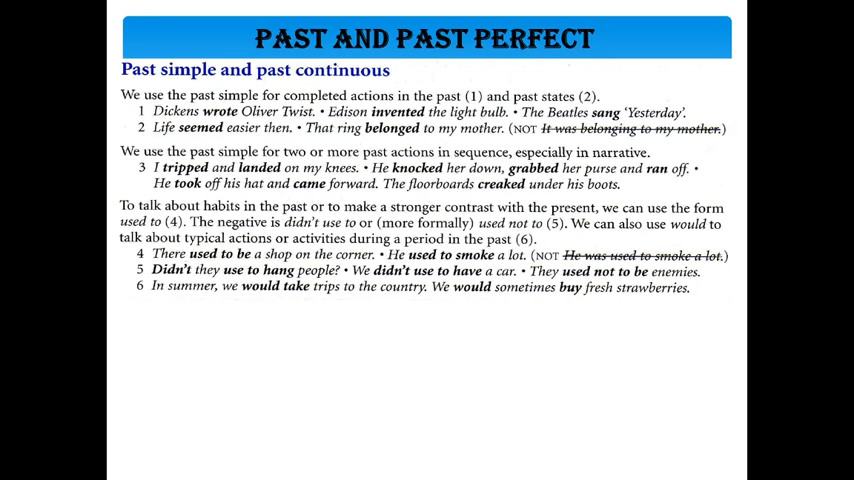 PAST AND PAST PERFECT
Past simple and past continuous
We use the past simple for completed actions in the past (1) and past states (2).
1 Dickens wrote Oliver Twist. • Edison invented the light bulb. • The Beatles sang 'Yesterday'.
2 Life seemed easier then. • That ring belonged to my mother. (NOT It was belonging to my mother.)
We use the past simple for two or more past actions in sequence, especially in narrative.
3 I tripped and landed on my knees. • He knocked her down, grabbed her purse and ran off. •
He took off his hat and came forward. The floorboards creaked under his boots.
To talk about habits in the past or to make a stronger contrast with the present, we can use the form
used to (4). The negative is didn't use to or (more formally) used not to (5). We can also use would to
talk about typical actions or activities during a period in the past (6).
4 There used to be a shop on the corner. • He used to smoke a lot. (NOT He was used to smoke a lot.)
5 Didn't they use to hang people? • We didn't use to have a car. • They used not to be enemies.
6 In summer, we would take trips to the country. We would sometimes buy fresh strawberries.